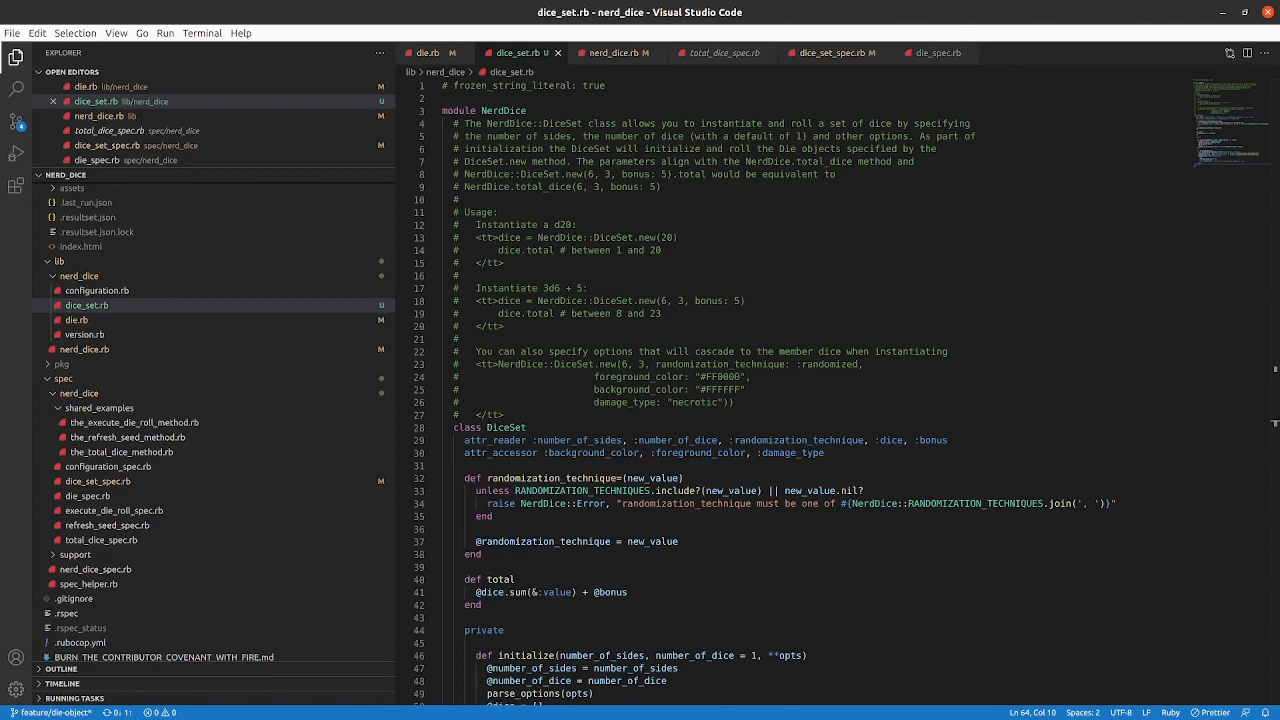 dice_set.rb - nerd_dice - Visual Studio Code
File Edit Selection View Go Run Terminal Help
EXPLORER
OPEN EDITORS
die.rb lib/nerd_dice M
dice_set.rb lib/nerd_dice U
nerd_dice.rb lib M
total_dice_spec.rb spec/nerd_dice
dice_set_spec.rb spec/nerd_dice M
die_spec.rb spec/nerd_dice
NERD_DICE
assets
.last_run.json
.resultset.json
.resultset.json.lock
index.html
lib
nerd_dice
configuration.rb
dice_set.rb U
die.rb M
version.rb
nerd_dice.rb M
pkg
spec
nerd_dice
shared_examples
the_execute_die_roll_method.rb
the_refresh_seed_method.rb
the_total_dice_method.rb
configuration_spec.rb
dice_set_spec.rb M
die_spec.rb
execute_die_roll_spec.rb
refresh_seed_spec.rb
total_dice_spec.rb
support
nerd_dice_spec.rb
spec_helper.rb
.gitignore
.rspec
.rspec_status
.rubocop.yml
BURN_THE_CONTRIBUTOR_COVENANT_WITH_FIRE.md
OUTLINE
TIMELINE
RUNNING TASKS
die.rb M dice_set.rb U nerd_dice.rb M total_dice_spec.rb dice_set_spec.rb M die_spec.rb
lib > nerd_dice > dice_set.rb
1 # frozen_string_literal: true
2
3 module NerdDice
4 # The NerdDice::DiceSet class allows you to instantiate and roll a set of dice by specifying
5 # the number of sides, the number of dice (with a default of 1) and other options. As part of
6 # initialization the DiceSet will initialize and roll the Die objects specified by the
7 # DiceSet.new method. The parameters align with the NerdDice.total_dice method and
8 # NerdDice::DiceSet.new(6, 3, bonus: 5).total would be equivalent to
9 # NerdDice.total_dice(6, 3, bonus: 5)
10 #
11 # Usage:
12 #   Instantiate a d20:
13 #   <tt>dice = NerdDice::DiceSet.new(20)
14 #       dice.total # between 1 and 20
15 #   </tt>
16 #
17 #   Instantiate 3d6 + 5:
18 #   <tt>dice = NerdDice::DiceSet.new(6, 3, bonus: 5)
19 #       dice.total # between 8 and 23
20 #   </tt>
21 #
22 #   You can also specify options that will cascade to the member dice when instantiating
23 #   <tt>NerdDice::DiceSet.new(6, 3, randomization_technique: :randomized,
24 #                        foreground_color: "#FF0000",
25 #                        background_color: "#FFFFFF"
26 #                        damage_type: "necrotic"))
27 #   </tt>
28 class DiceSet
29 attr_reader :number_of_sides, :number_of_dice, :randomization_technique, :dice, :bonus
30 attr_accessor :background_color, :foreground_color, :damage_type
31
32 def randomization_technique=(new_value)
33 unless RANDOMIZATION_TECHNIQUES.include?(new_value) || new_value.nil?
34 raise NerdDice::Error, "randomization_technique must be one of #{NerdDice::RANDOMIZATION_TECHNIQUES.join(', ')}"
35 end
36
37 @randomization_technique = new_value
38 end
39
40 def total
41 @dice.sum(&:value) + @bonus
42 end
43
44 private
45
46 def initialize(number_of_sides, number_of_dice = 1, **opts)
47 @number_of_sides = number_of_sides
48 @number_of_dice = number_of_dice
49 parse_options(opts)
feature/die-object* 0↓ 1↑ 0 0 Ln 64, Col 10 Spaces: 2 UTF-8 LF Ruby Prettier